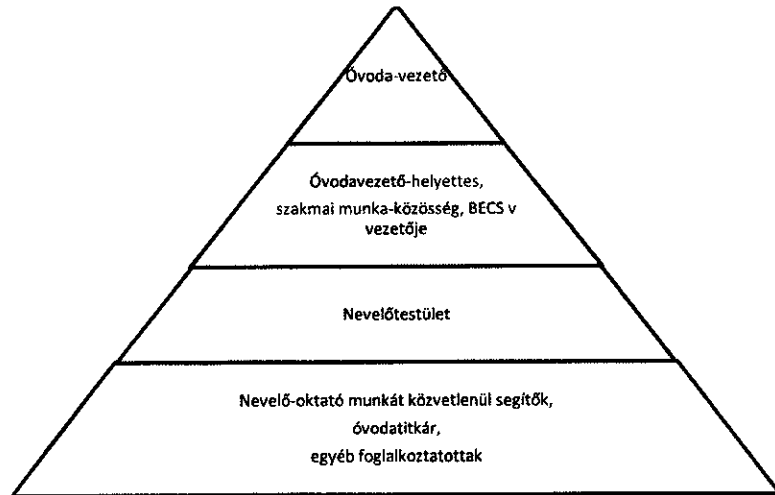 Óvoda-vezető
Óvodavezető-helyettes,
szakmai munka-közösség, BECS v
vezetője
Nevelőtestület
Nevelő-oktató munkát közvetlenül segítők,
óvodatitkár,
egyéb foglalkoztatottak